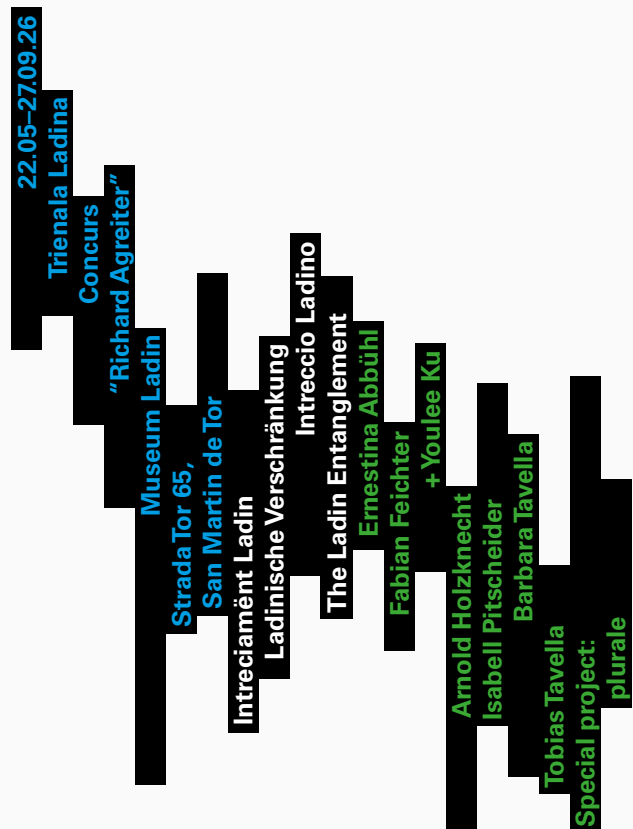 22.05–27.09.26
Trienala Ladina
Concurs
“Richard Agreiter”
Museum Ladin
Strada Tor 65,
San Martin de Tor
Intreciamënt Ladin
Ladinische Verschränkung
Intreccio Ladino
The Ladin Entanglement
Ernestina Abbühl
Fabian Feichter
+ Youlee Ku
Arnold Holzknecht
Isabell Pitscheider
Barbara Tavella
Tobias Tavella
Special project:
plurale